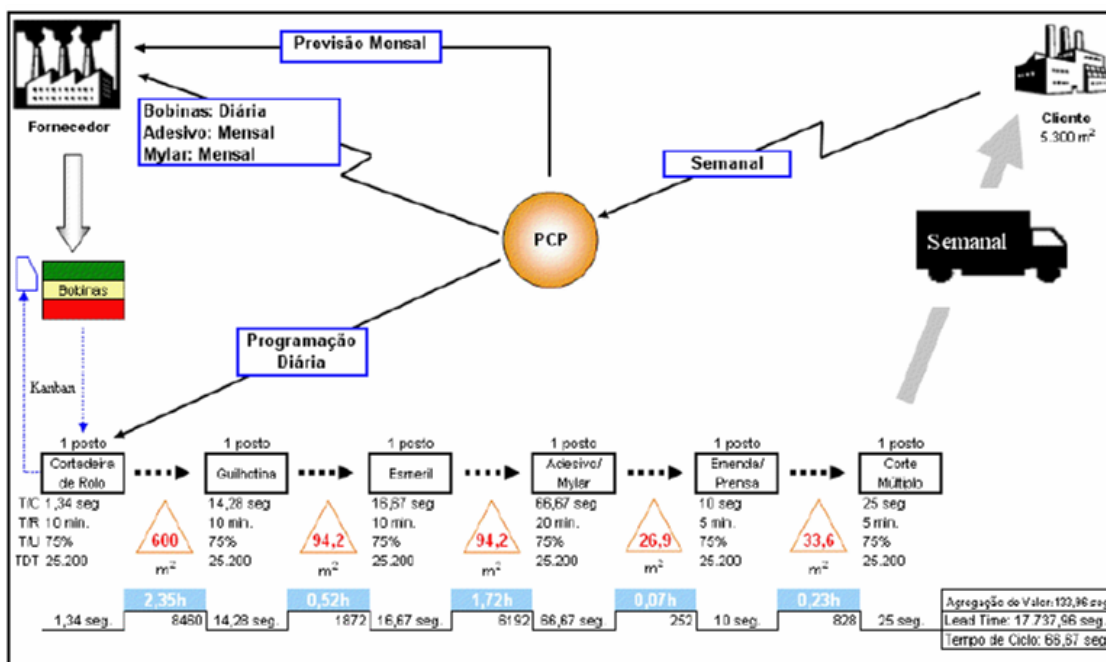 Previsão Mensal
Fornecedor
Bobinas: Diária
Adesivo: Mensal
Mylar: Mensal
Cliente
5.300 m²
Semanal
PCP
Semanal
Bobinas
Kanban
Programação
Diária
1 posto
1 posto
1 posto
1 posto
1 posto
1 posto
Cortadeira
de Rolo
Guilhotina
Esmeril
Adesivo/
Mylar
Emenda/
Prensa
Corte
Múltiplo
T/C 1,34 seg
14,28 seg
16,67 seg
66,67 seg
10 seg
25 seg
T/R 10 min.
10 min.
10 min.
20 min.
5 min.
5 min.
T/U 75%
75%
75%
75%
75%
75%
TDT 25.200
25.200
25.200
25.200
25.200
25.200
600
94,2
94,2
26,9
33,6
m²
m²
m²
m²
m²
2,35h
0,52h
1,72h
0,07h
0,23h
1,34 seg.
8460
14,28 seg.
1872
16,67 seg.
6192
66,67 seg.
252
10 seg.
828
25 seg.
Agregação de Valor: 133,96 seg
Lead Time: 17.737,96 seg.
Tempo de Ciclo: 66,67 seg.